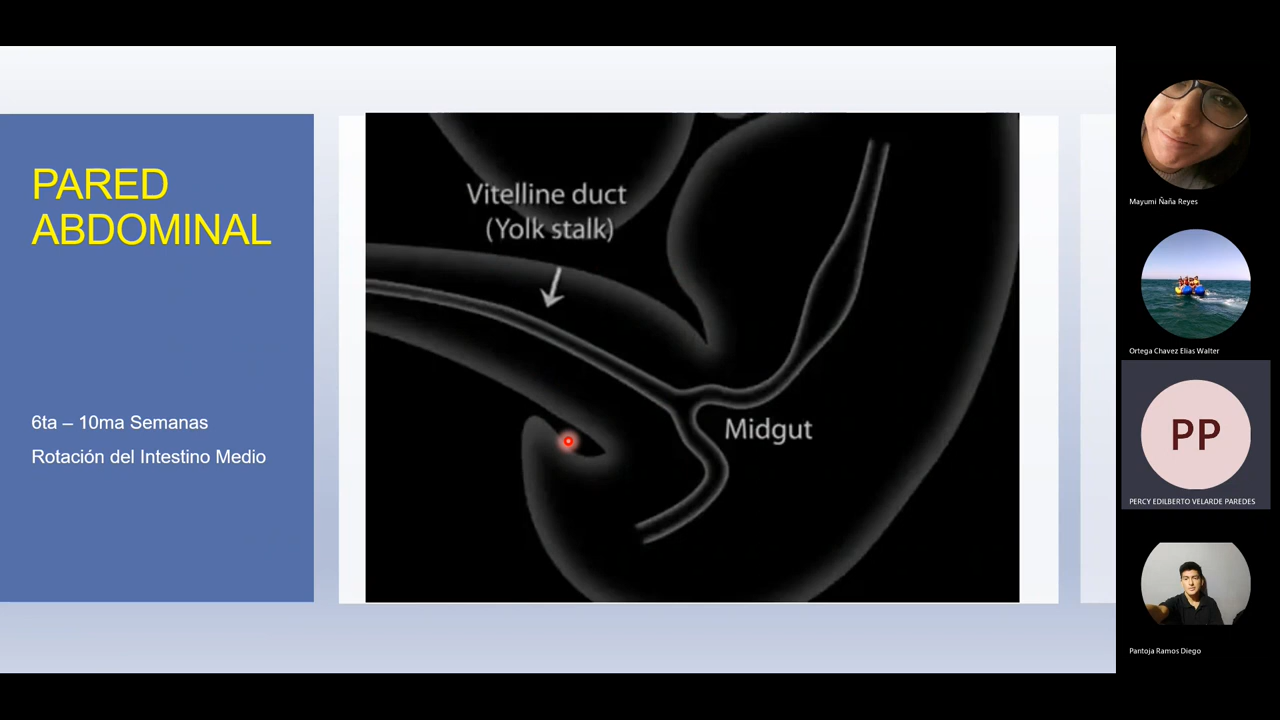 PARED
ABDOMINAL
6ta – 10ma Semanas
Rotación del Intestino Medio
Vitelline duct
(Yolk stalk)
Midgut
Mayumi Ñaña Reyes
Ortega Chavez Elias Walter
PP
PERCY EDILBERTO VELARDE PAREDES
Pantoja Ramos Diego